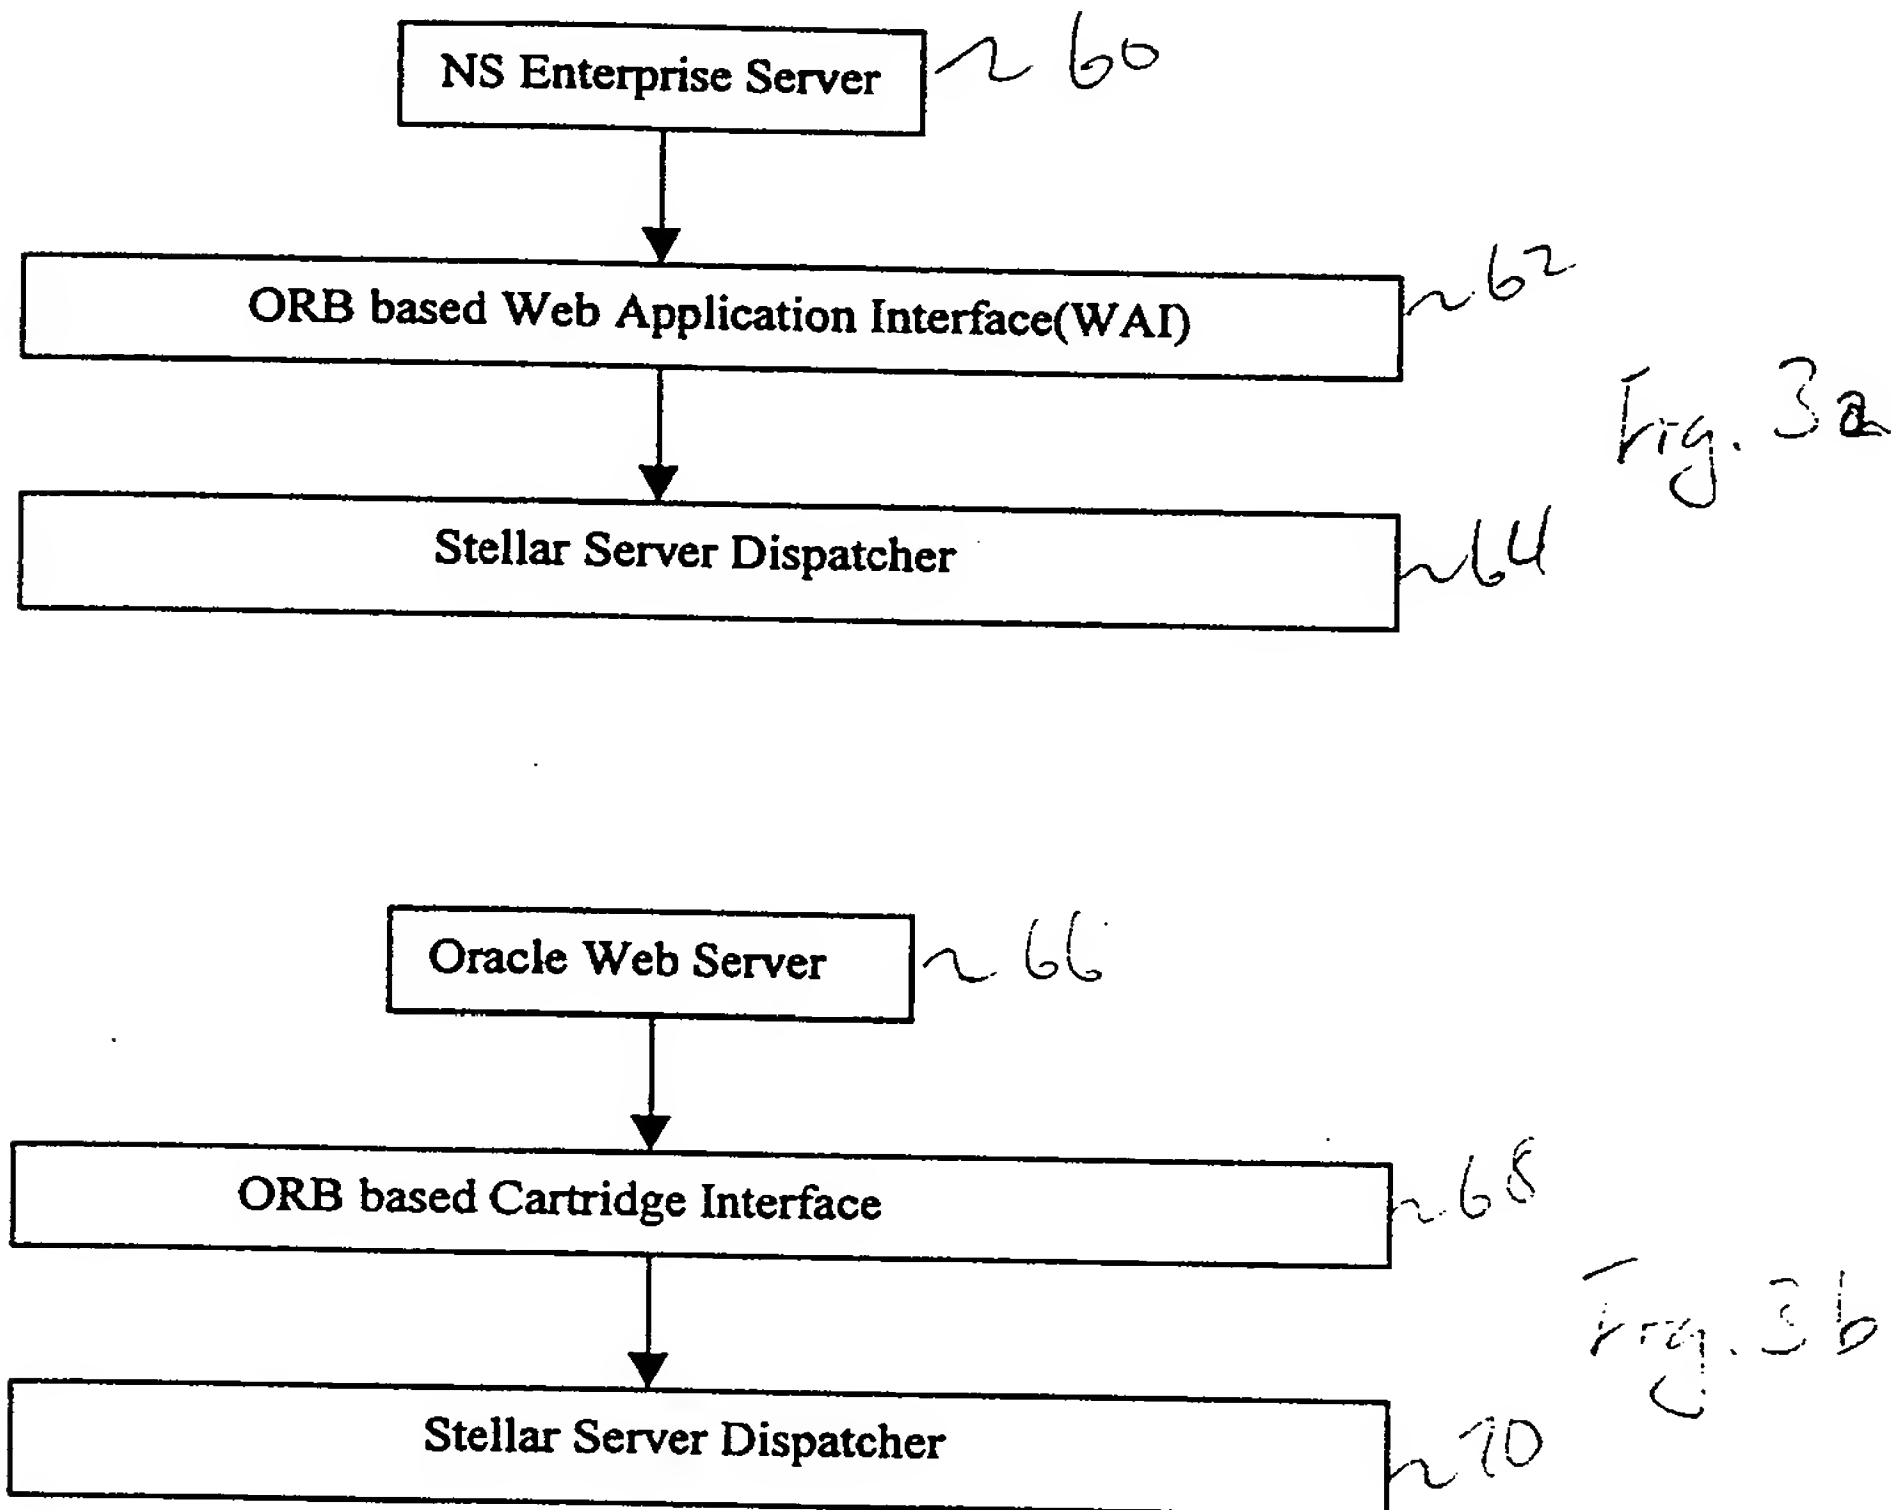 NS Enterprise Server
60
ORB based Web Application Interface(WAI)
62
Fig. 3a
Stellar Server Dispatcher
64
Oracle Web Server
66
ORB based Cartridge Interface
68
Fig. 3b
Stellar Server Dispatcher
70